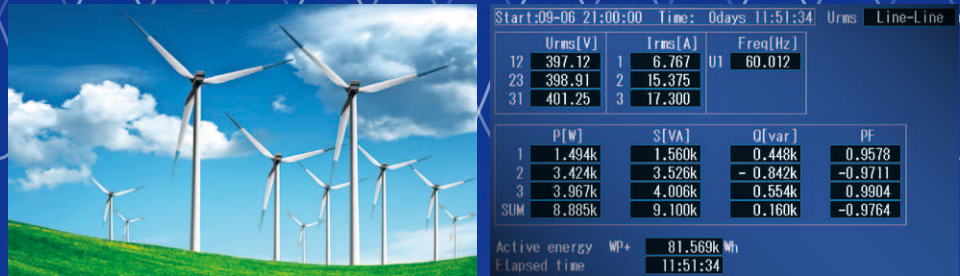 Start:09-06 21:00:00 Time: 0days 11:51:34 Urms Line-Line
Urms[V] Irms[A] Freq[Hz]
12 397.12 1 6.767 U1 60.012
23 398.91 2 15.375
31 401.25 3 17.300
P[W] S[VA] Q[var] PF
1 1.494k 1.560k 0.448k 0.9578
2 3.424k 3.526k - 0.842k -0.9711
3 3.967k 4.006k 0.554k 0.9904
SUM 8.885k 9.100k 0.160k -0.9764
Active energy WP+ 81.569k Wh
Elapsed time 11:51:34